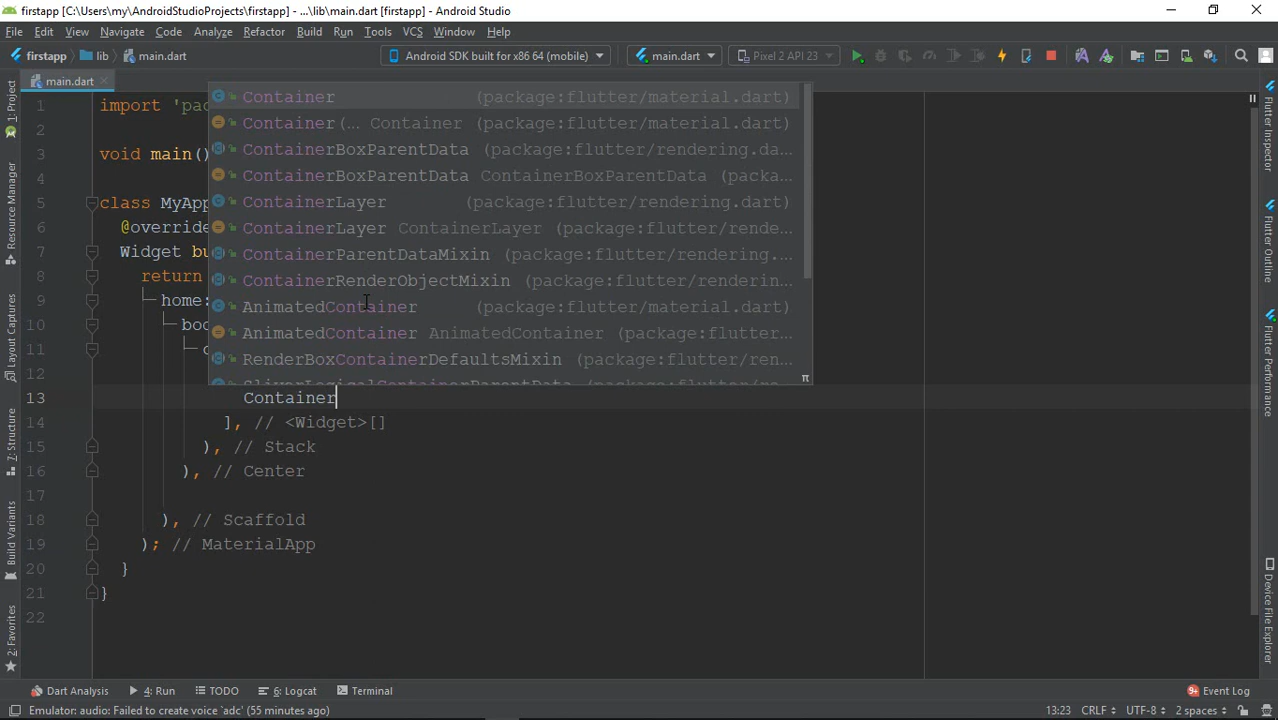 firstapp [C:\Users\my\AndroidStudioProjects\firstapp] - ...\lib\main.dart [firstapp] - Android Studio
File Edit View Navigate Code Analyze Refactor Build Run Tools VCS Window Help
firstapp lib main.dart Android SDK built for x86 64 (mobile) main.dart Pixel 2 API 23
main.dart
1 import 'pac
2
3 void main()
4
5 class MyApp
6 @override
7 Widget bu
8 return
9 home:
10 boo
11 c
12
13 Container
14 ], // <Widget>[]
15 ), // Stack
16 ), // Center
17
18 ), // Scaffold
19 ); // MaterialApp
20 }
21 }
22
Container (package:flutter/material.dart)
Container(... Container (package:flutter/material.dart)
ContainerBoxParentData (package:flutter/rendering.da...
ContainerBoxParentData ContainerBoxParentData (packa...
ContainerLayer (package:flutter/rendering.dart)
ContainerLayer ContainerLayer (package:flutter/rende...
ContainerParentDataMixin (package:flutter/rendering....
ContainerRenderObjectMixin (package:flutter/renderin...
AnimatedContainer (package:flutter/material.dart)
AnimatedContainer AnimatedContainer (package:flutter...
RenderBoxContainerDefaultsMixin (package:flutter/ren...
SliverLogicalContainerParentData (package:flutter/re...
π
1: Project
Resource Manager
Layout Captures
7: Structure
Build Variants
2: Favorites
Flutter Inspector
Flutter Outline
Flutter Performance
Device File Explorer
Dart Analysis 4: Run TODO 6: Logcat Terminal 9+ Event Log
Emulator: audio: Failed to create voice 'adc' (55 minutes ago) 13:23 CRLF UTF-8 2 spaces